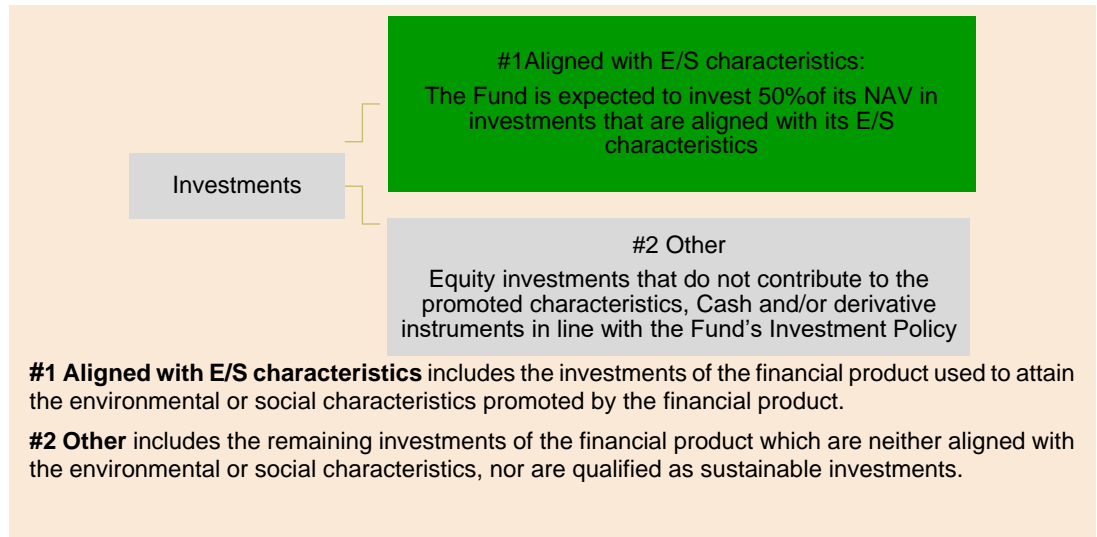 #1Aligned with E/S characteristics:
The Fund is expected to invest 50%of its NAV in
investments that are aligned with its E/S
characteristics
Investments
#2 Other
Equity investments that do not contribute to the
promoted characteristics, Cash and/or derivative
instruments in line with the Fund’s Investment Policy
#1 Aligned with E/S characteristics includes the investments of the financial product used to attain
the environmental or social characteristics promoted by the financial product.
#2 Other includes the remaining investments of the financial product which are neither aligned with
the environmental or social characteristics, nor are qualified as sustainable investments.